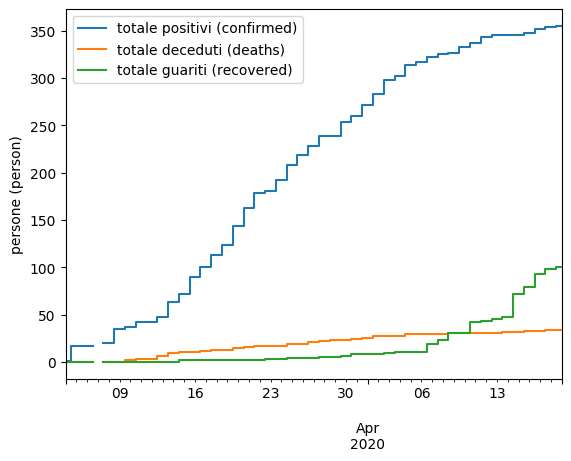 totale positivi (confirmed)
totale deceduti (deaths)
totale guariti (recovered)
persone (person)
350
300
250
200
150
100
50
0
09 16 23 30 06 13
Apr
2020